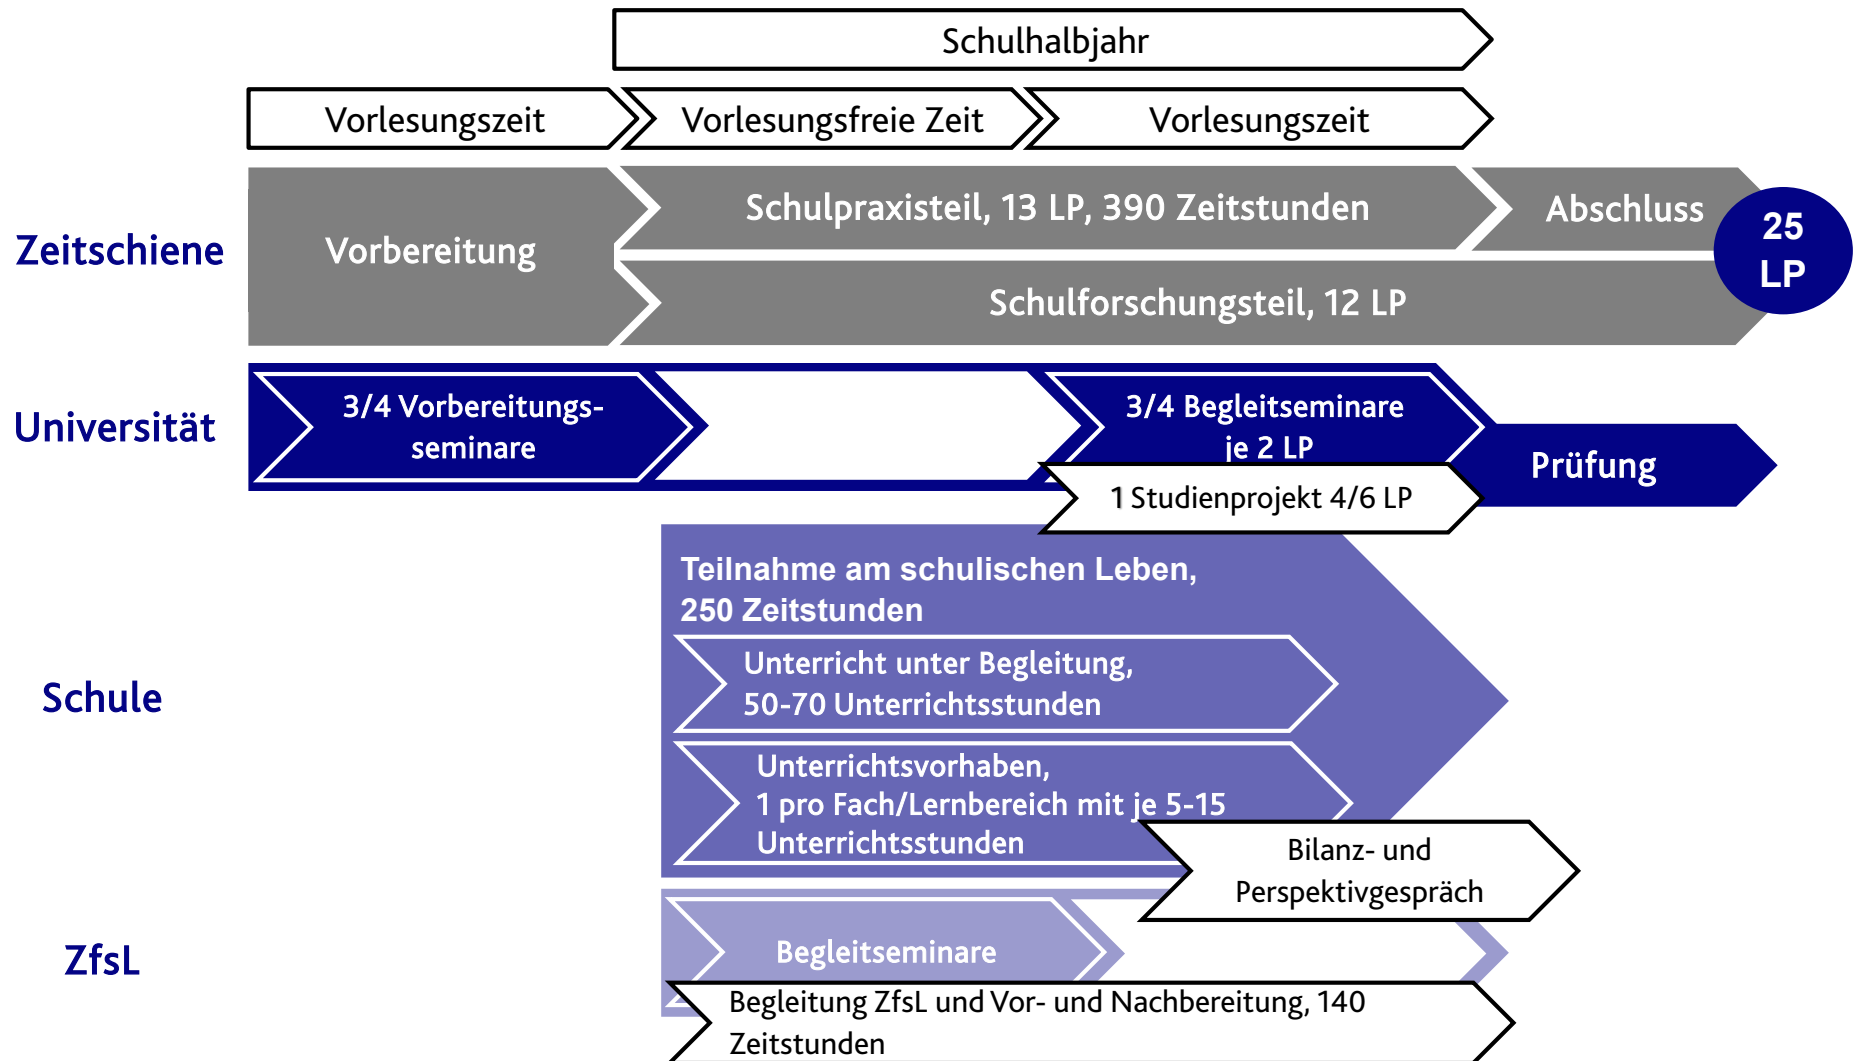 Schulhalbjahr
Vorlesungszeit
Vorlesungsfreie Zeit
Vorlesungszeit
Zeitschiene
Vorbereitung
Schulpraxisteil, 13 LP, 390 Zeitstunden
Abschluss
Schulforschungsteil, 12 LP
25
LP
Universität
3/4 Vorbereitungs-
seminare
3/4 Begleitseminare
je 2 LP
Prüfung
1 Studienprojekt 4/6 LP
Schule
Teilnahme am schulischen Leben,
250 Zeitstunden
Unterricht unter Begleitung,
50-70 Unterrichtsstunden
Unterrichtsvorhaben,
1 pro Fach/Lernbereich mit je 5-15
Unterrichtsstunden
Bilanz- und
Perspektivgespräch
ZfsL
Begleitseminare
Begleitung ZfsL und Vor- und Nachbereitung, 140
Zeitstunden